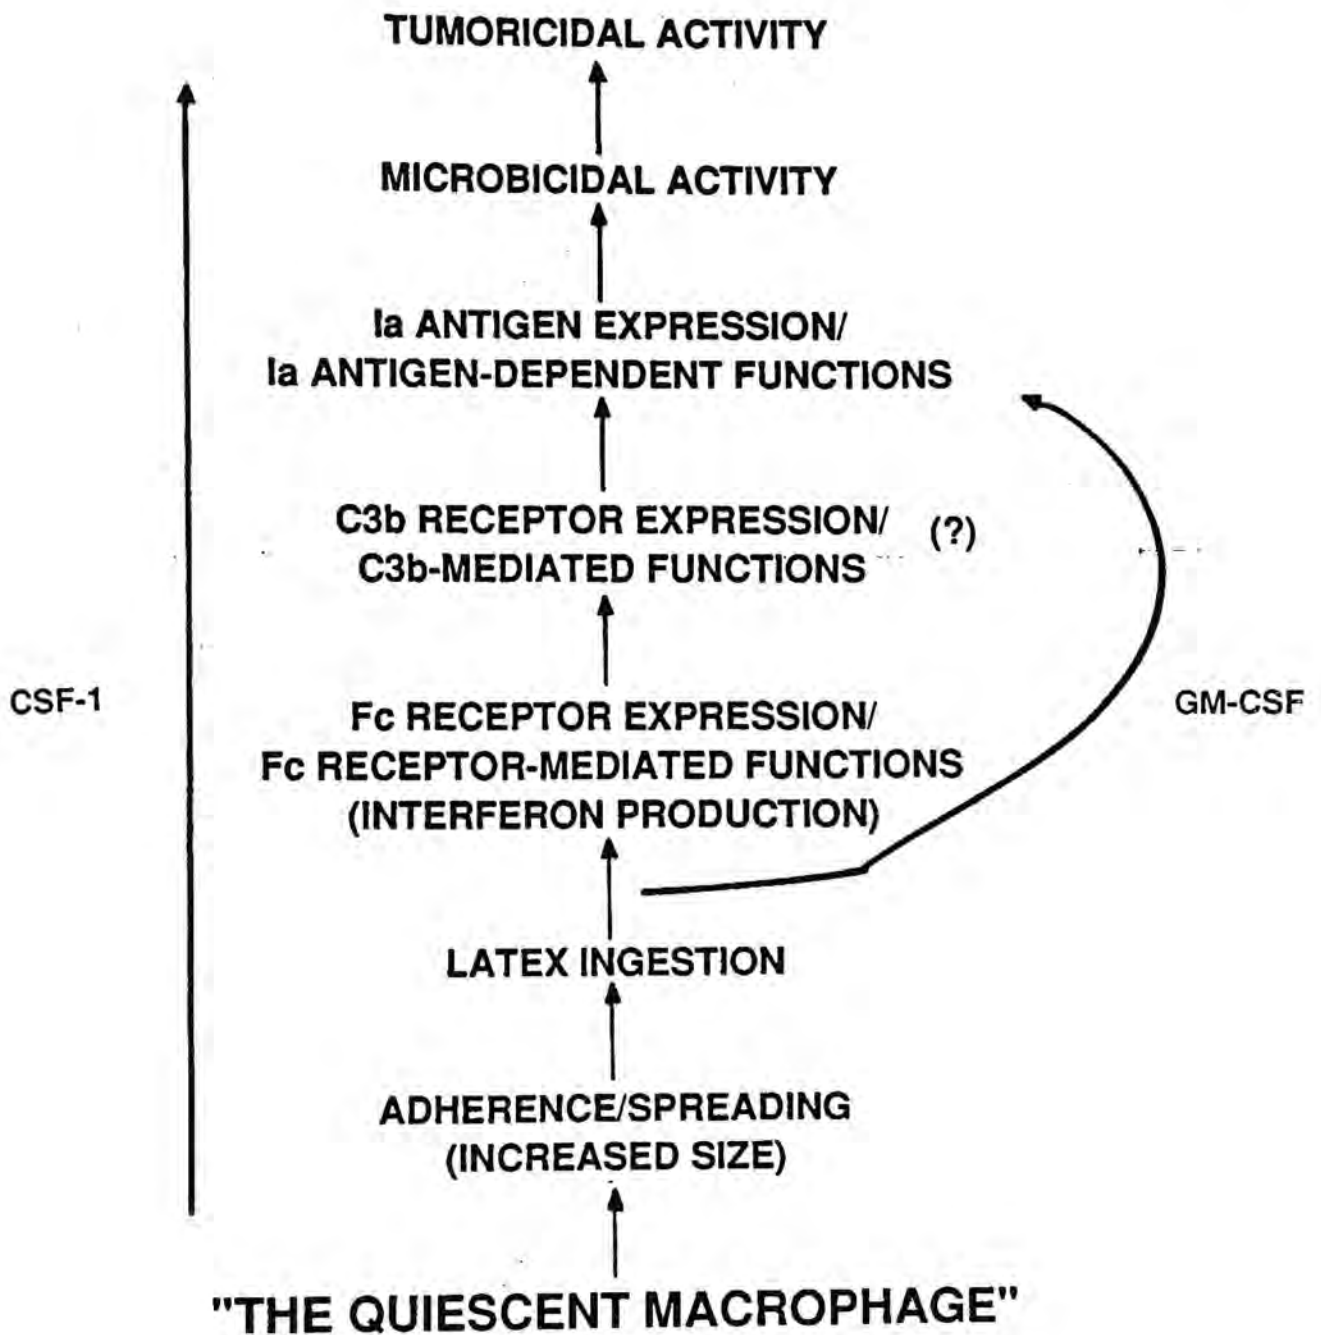 TUMORICIDAL ACTIVITY
MICROBICIDAL ACTIVITY
Ia ANTIGEN EXPRESSION/
Ia ANTIGEN-DEPENDENT FUNCTIONS
C3b RECEPTOR EXPRESSION/ (?)
C3b-MEDIATED FUNCTIONS
CSF-1
GM-CSF
Fc RECEPTOR EXPRESSION/
Fc RECEPTOR-MEDIATED FUNCTIONS
(INTERFERON PRODUCTION)
LATEX INGESTION
ADHERENCE/SPREADING
(INCREASED SIZE)
"THE QUIESCENT MACROPHAGE"